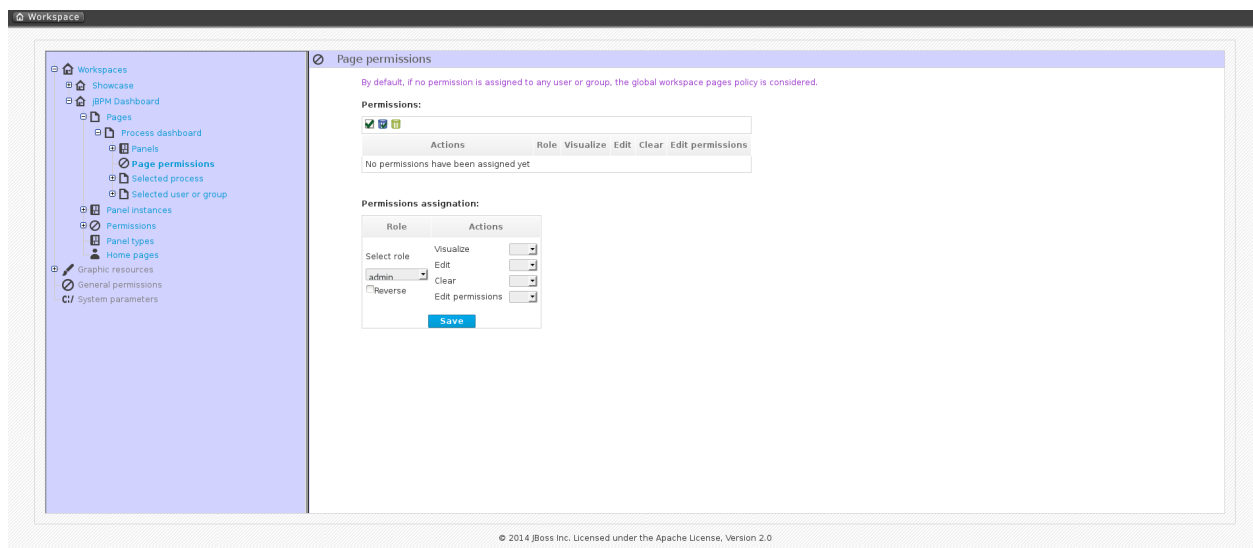 Workspace
Workspaces
Showcase
jBPM Dashboard
Pages
Process dashboard
Panels
Page permissions
Selected process
Selected user or group
Panel instances
Permissions
Panel types
Home pages
Graphic resources
General permissions
C:/ System parameters
Page permissions
By default, if no permission is assigned to any user or group, the global workspace pages policy is considered.
Permissions:
Actions Role Visualize Edit Clear Edit permissions
No permissions have been assigned yet
Permissions assignation:
Role Actions
Select role
admin
Reverse
Visualize
Edit
Clear
Edit permissions
Save
© 2014 JBoss Inc. Licensed under the Apache License, Version 2.0